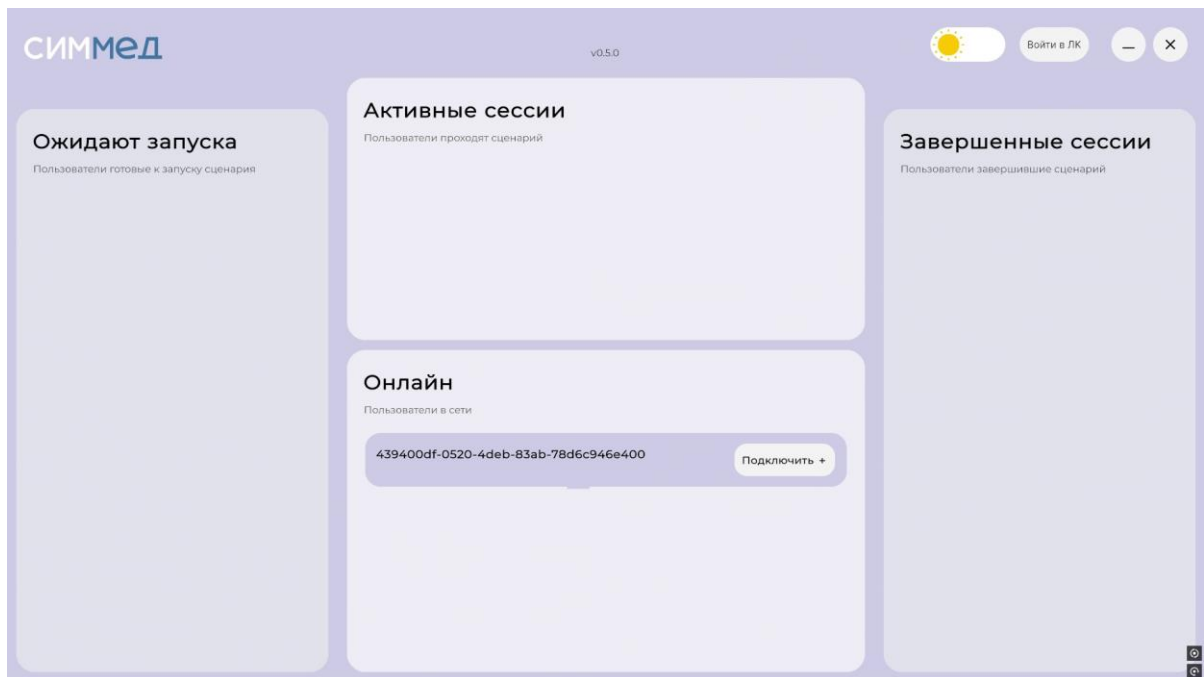 симмед
v0.5.0
Войти в ЛК
Ожидают запуска
Пользователи готовые к запуску сценария
Активные сессии
Пользователи проходят сценарий
Онлайн
Пользователи в сети
439400df-0520-4deb-83ab-78d6c946e400
Подключить +
Завершенные сессии
Пользователи завершившие сценарий